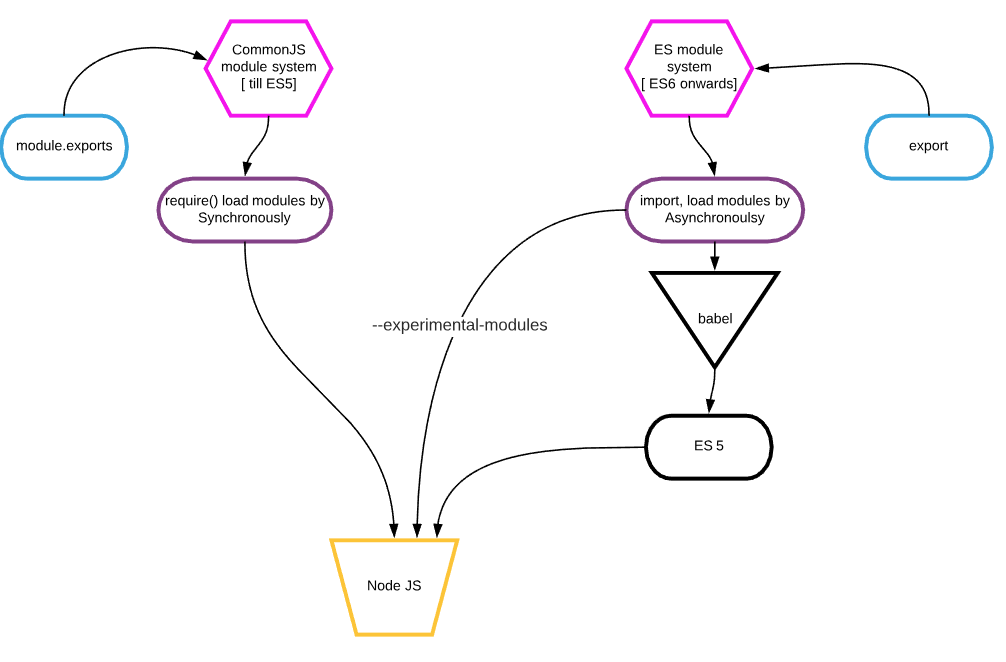 CommonJS
module system
[ till ES5]
ES module
system
[ ES6 onwards]
module.exports
export
require() load modules by
Synchronously
import, load modules by
Asynchronoulsy
babel
--experimental-modules
ES 5
Node JS